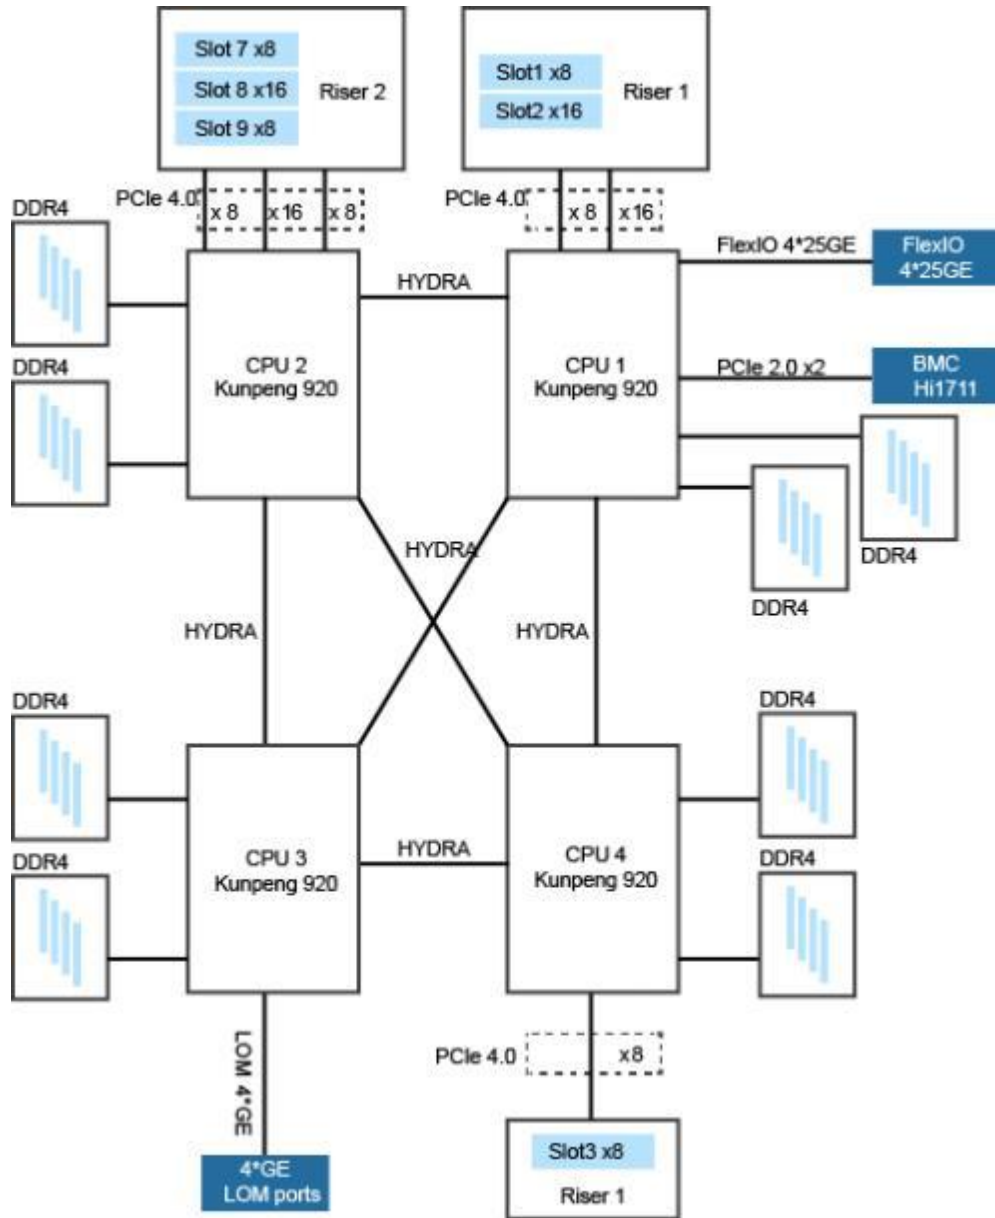 Slot 7 x8
Slot 8 x16
Slot 9 x8
Riser 2
Slot1 x8
Slot2 x16
Riser 1
PCIe 4.0
x 8
x16
x 8
PCIe 4.0
x 8
x16
DDR4
DDR4
HYDRA
FlexIO 4*25GE
FlexIO
4*25GE
CPU 2
Kunpeng 920
CPU 1
Kunpeng 920
PCIe 2.0 x2
BMC
Hi1711
DDR4
DDR4
HYDRA
HYDRA
HYDRA
DDR4
DDR4
DDR4
DDR4
CPU 3
Kunpeng 920
HYDRA
CPU 4
Kunpeng 920
LOM 4*GE
4*GE
LOM ports
PCIe 4.0
x8
Slot3 x8
Riser 1